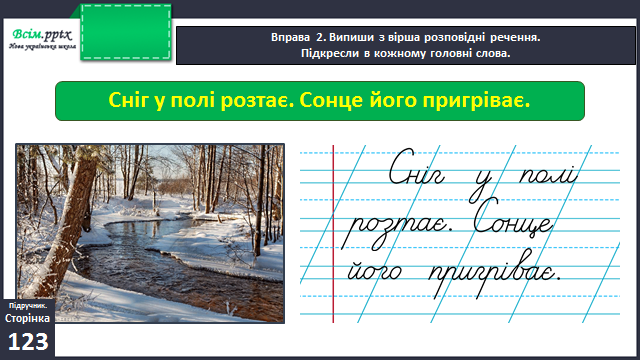 Всім.pptx
Нова українська школа
Вправа 2. Випиши з вірша розповідні речення.
Підкресли в кожному головні слова.
Сніг у полі розтає. Сонце його пригріває.
Сніг у полі
розтає. Сонце
його пригріває.
Підручник.
Сторінка
123